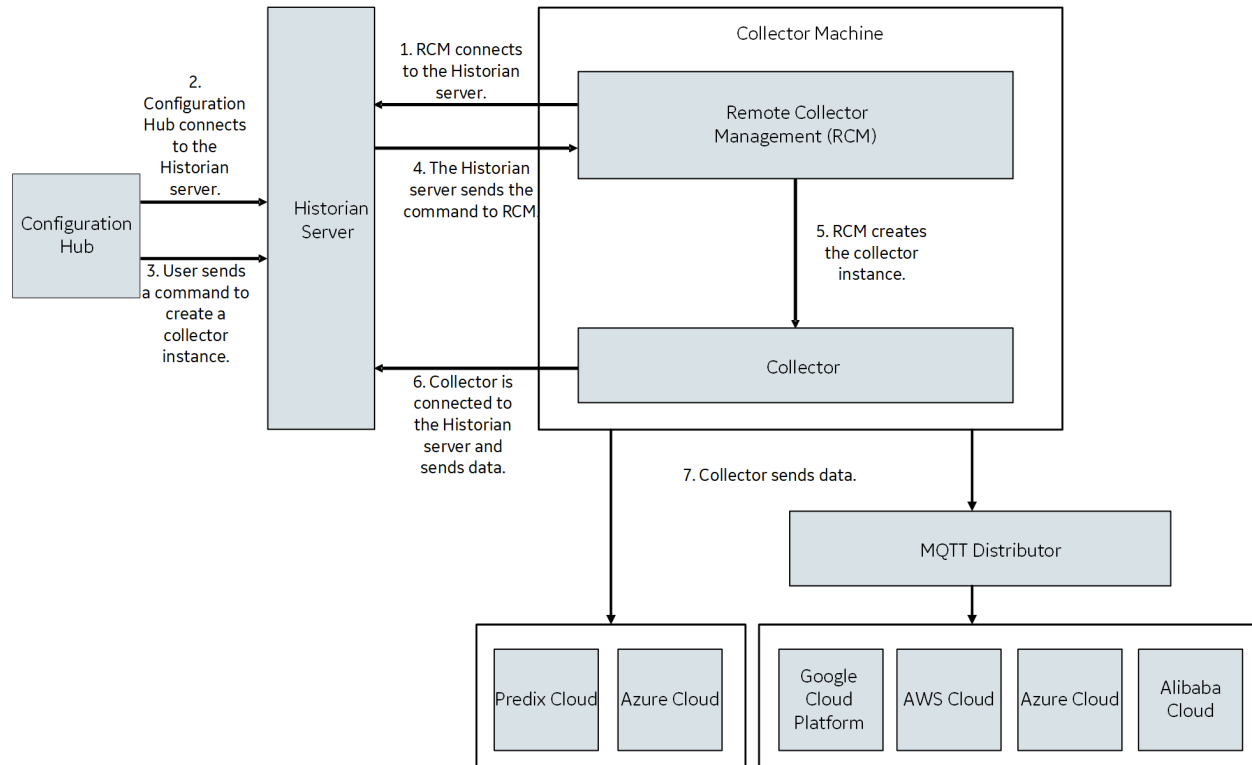 Collector Machine
1. RCM connects
to the Historian
server.
2.
Configuration
Hub connects
to the
Historian
server.
Remote Collector
Management (RCM)
4. The Historian
server sends the
command to RCM.
Historian
Server
Configuration
Hub
5. RCM creates
the collector
instance.
3. User sends
a command to
create a
collector
instance.
Collector
6. Collector is
connected to
the Historian
server and
sends data.
7. Collector sends data.
MQTT Distributor
Predix Cloud
Azure Cloud
Google
Cloud
Platform
AWS Cloud
Azure Cloud
Alibaba
Cloud